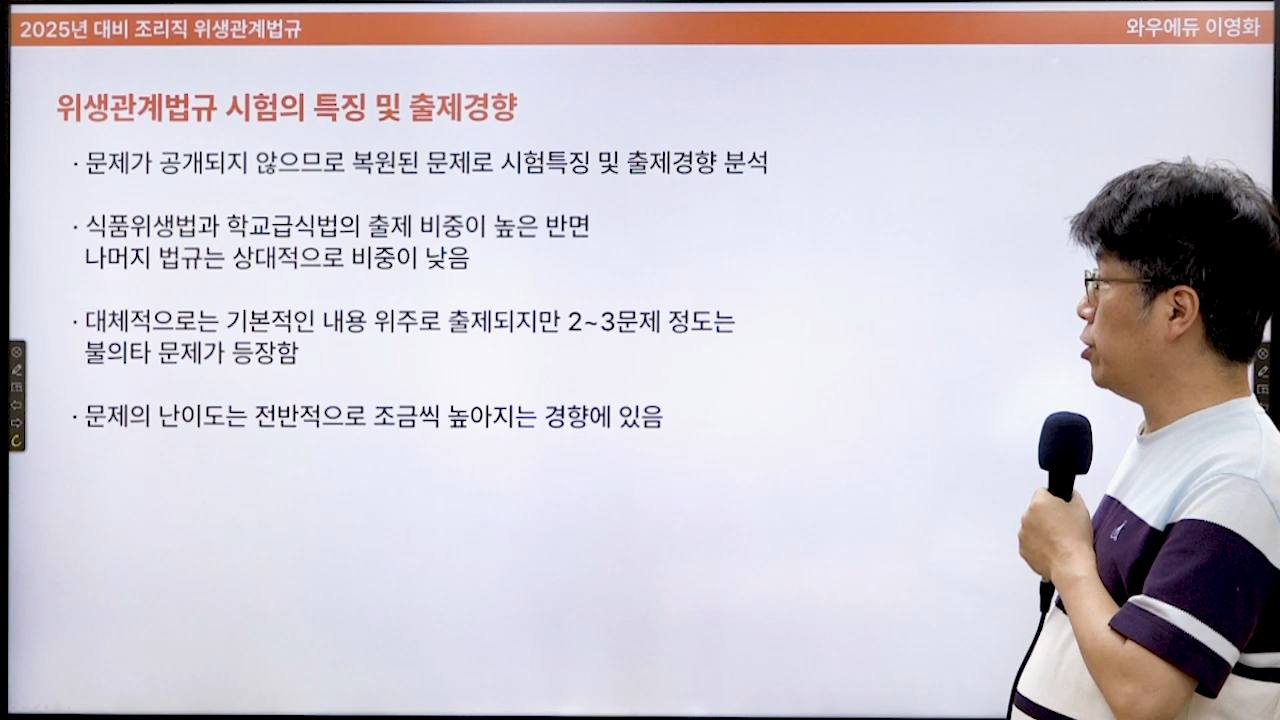 2025년 대비 조리직 위생관계법규
와우에듀 이영화
위생관계법규 시험의 특징 및 출제경향
· 문제가 공개되지 않으므로 복원된 문제로 시험특징 및 출제경향 분석
· 식품위생법과 학교급식법의 출제 비중이 높은 반면
나머지 법규는 상대적으로 비중이 낮음
· 대체적으로는 기본적인 내용 위주로 출제되지만 2~3문제 정도는
불의타 문제가 등장함
· 문제의 난이도는 전반적으로 조금씩 높아지는 경향에 있음